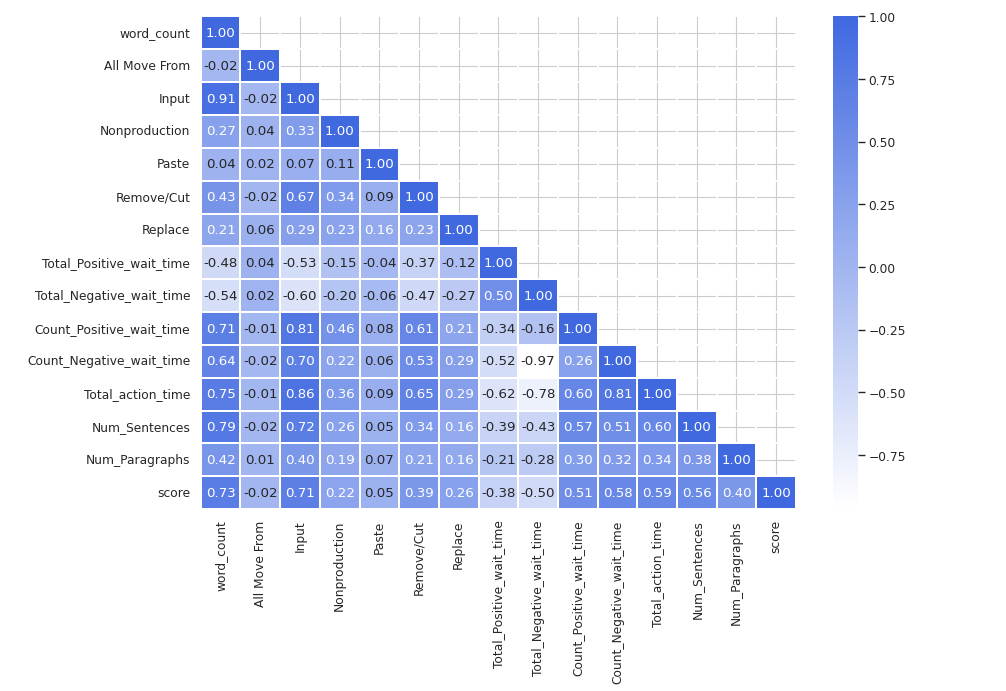 word_count 1.00
All Move From -0.02 1.00
Input 0.91 -0.02 1.00
Nonproduction 0.27 0.04 0.33 1.00
Paste 0.04 0.02 0.07 0.11 1.00
Remove/Cut 0.43 -0.02 0.67 0.34 0.09 1.00
Replace 0.21 0.06 0.29 0.23 0.16 0.23 1.00
Total_Positive_wait_time -0.48 0.04 -0.53 -0.15 -0.04 -0.37 -0.12 1.00
Total_Negative_wait_time -0.54 0.02 -0.60 -0.20 -0.06 -0.47 -0.27 0.50 1.00
Count_Positive_wait_time 0.71 -0.01 0.81 0.46 0.08 0.61 0.21 -0.34 -0.16 1.00
Count_Negative_wait_time 0.64 -0.02 0.70 0.22 0.06 0.53 0.29 -0.52 -0.97 0.26 1.00
Total_action_time 0.75 -0.01 0.86 0.36 0.09 0.65 0.29 -0.62 -0.78 0.60 0.81 1.00
Num_Sentences 0.79 -0.02 0.72 0.26 0.05 0.34 0.16 -0.39 -0.43 0.57 0.51 0.60 1.00
Num_Paragraphs 0.42 0.01 0.40 0.19 0.07 0.21 0.16 -0.21 -0.28 0.30 0.32 0.34 0.38 1.00
score 0.73 -0.02 0.71 0.22 0.05 0.39 0.26 -0.38 -0.50 0.51 0.58 0.59 0.56 0.40 1.00
word_count
All Move From
Input
Nonproduction
Paste
Remove/Cut
Replace
Total_Positive_wait_time
Total_Negative_wait_time
Count_Positive_wait_time
Count_Negative_wait_time
Total_action_time
Num_Sentences
Num_Paragraphs
score
1.00
0.75
0.50
0.25
0.00
−0.25
−0.50
−0.75